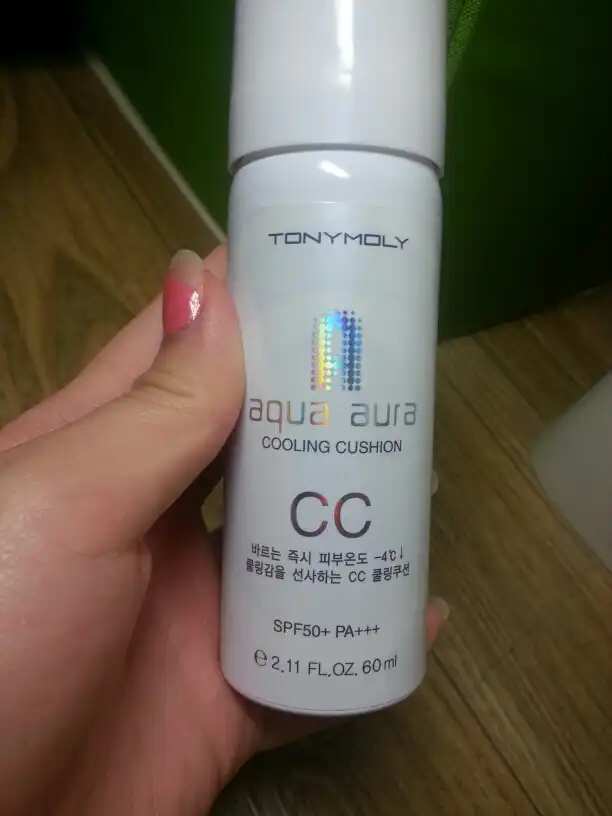 TONYMOLY
aqua aura
COOLING CUSHION
CC
바르는 즉시 피부온도 -4℃↓
쿨링감을 선사하는 CC 쿨링쿠션
SPF50+ PA+++
℮ 2.11 FL.OZ. 60㎖